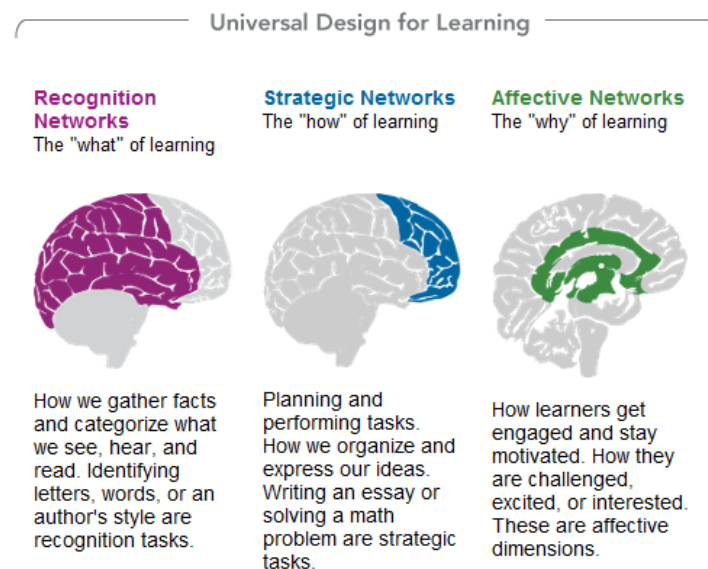 Universal Design for Learning
Recognition
Networks
The "what" of learning
How we gather facts
and categorize what
we see, hear, and
read. Identifying
letters, words, or an
author's style are
recognition tasks.
Strategic Networks
The "how" of learning
Planning and
performing tasks.
How we organize and
express our ideas.
Writing an essay or
solving a math
problem are strategic
tasks.
Affective Networks
The "why" of learning
How learners get
engaged and stay
motivated. How they
are challenged,
excited, or interested.
These are affective
dimensions.